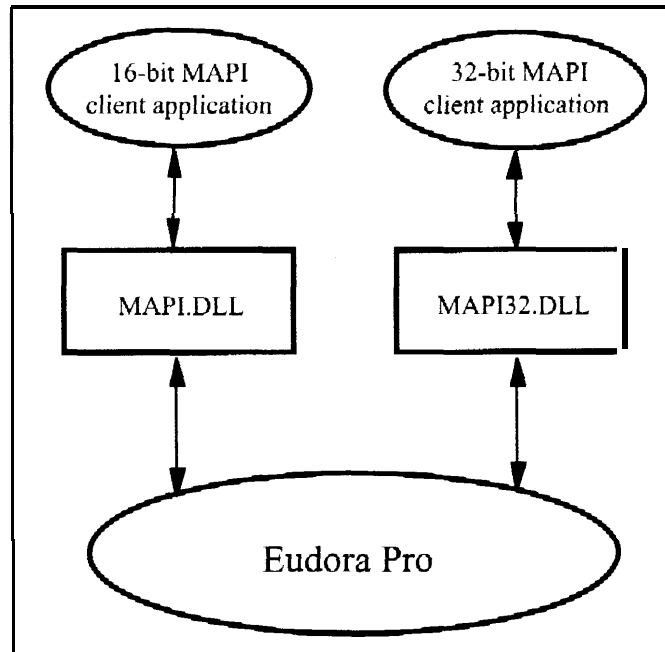 16-bit MAPI
client application
32-bit MAPI
client application
MAPI.DLL
MAPI32.DLL
Eudora Pro